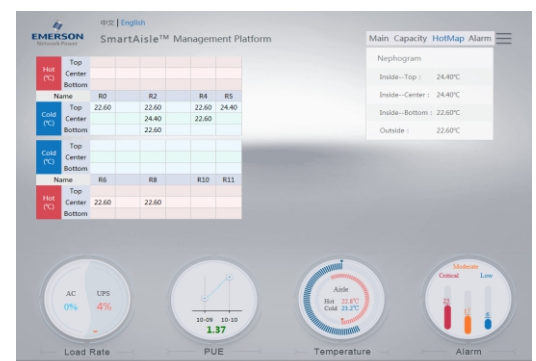 中文 | English
EMERSON
Network Power
SmartAisle™ Management Platform
Main Capacity HotMap Alarm
Hot (℃) Top
Center
Bottom
Name R0 R2 R4 R5
Cold (℃) Top 22.60 22.60 22.60 24.40
Center 24.40 22.60
Bottom 22.60
Cold (℃) Top
Center
Bottom
Name R6 R8 R10 R11
Hot (℃) Top
Center 22.60 22.60
Bottom
Nephogram
Inside--Top : 24.40℃
Inside--Center : 24.40℃
Inside--Bottom : 22.60℃
Outside : 22.60℃
AC UPS
0% 4%
Load Rate
10-09 10-10
1.37
PUE
Aisle
Hot 22.8℃
Cold 23.2℃
Temperature
Moderate
Critical Low
Alarm